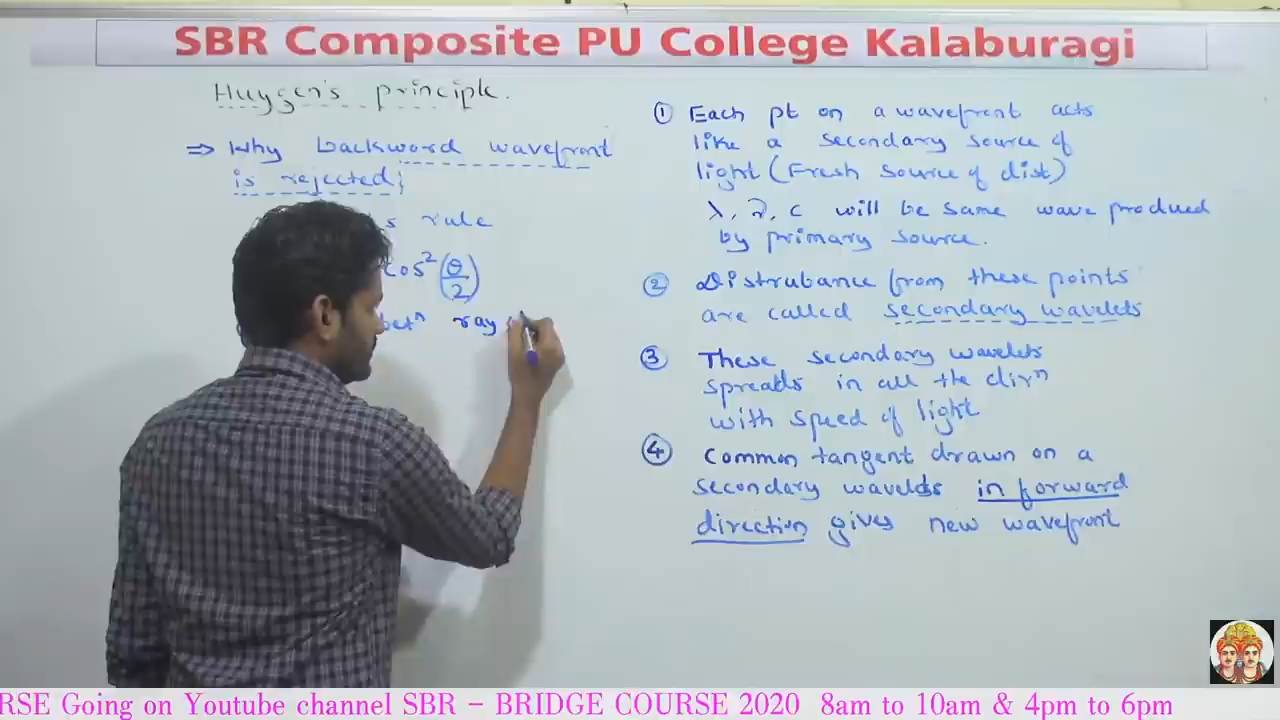 SBR Composite PU College Kalaburagi
Huygen's principle.
⇒ Why backword wavefront
is rejected;
s rule
cos²(θ/2)
betⁿ ray
① Each pt on a wavefront acts
like a secondary source of
light (Fresh source of dist)
λ, ν, c will be same wave produced
by primary source.
② Distrubance from these points
are called secondary wavelets
③ These secondary wavelets
spreads in all the dirⁿ
with speed of light
④ Common tangent drawn on a
secondary wavelets in forward
direction gives new wavefront
RSE Going on Youtube channel SBR - BRIDGE COURSE 2020 8am to 10am & 4pm to 6pm